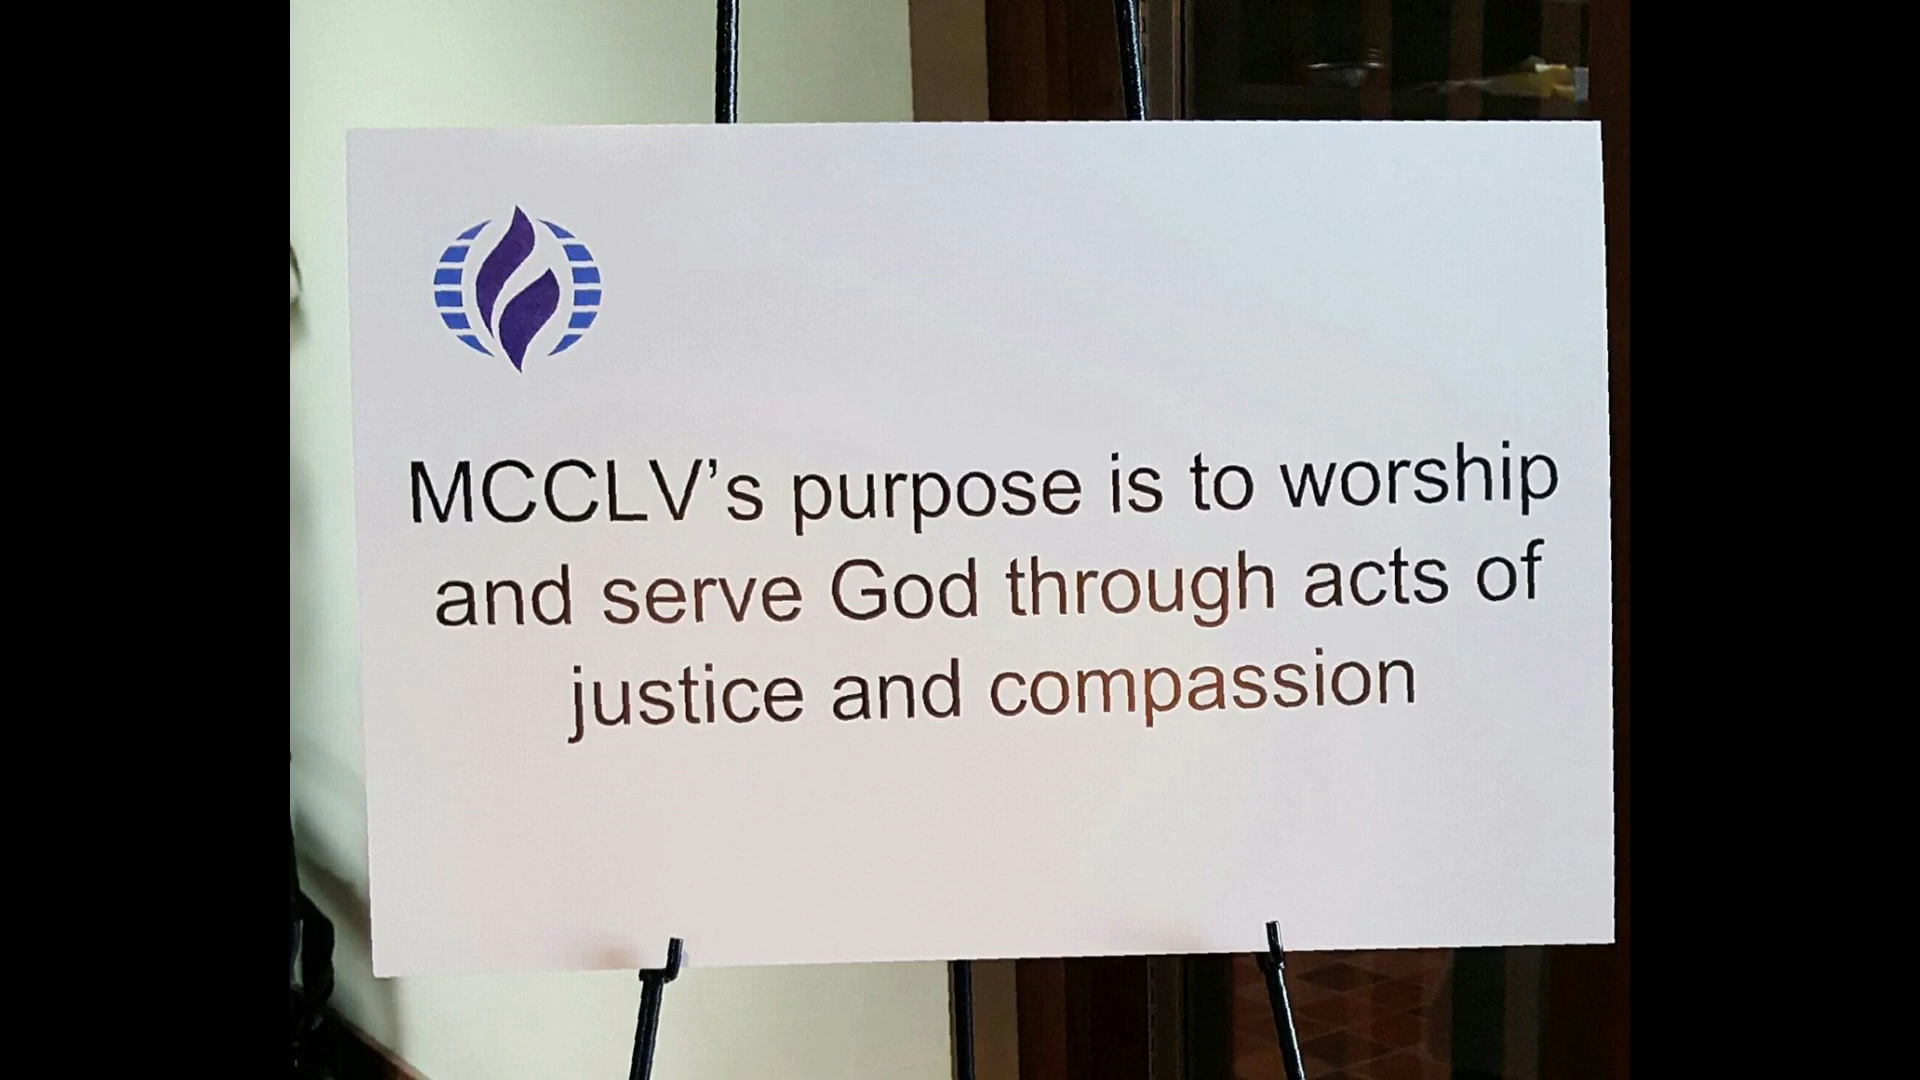 MCCLV’s purpose is to worship
and serve God through acts of
justice and compassion